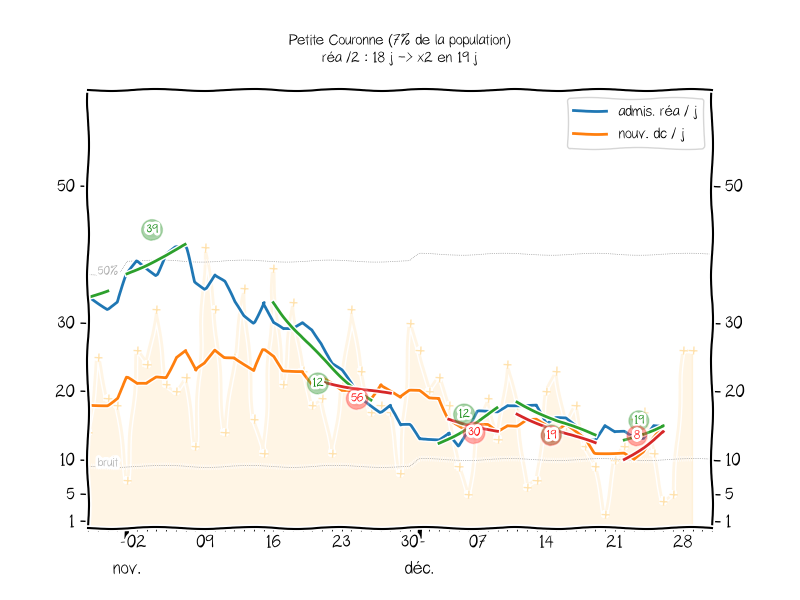 Petite Couronne (7% de la population)
réa /2 : 18 j -> x2 en 19 j
admis. réa / j
nouv. dc / j
50 50
39
50%
30 30
12
56
20 20
12
30
19
19
8
bruit
10 10
5 5
1 1
02 09 16 23 30 07 14 21 28
nov. déc.